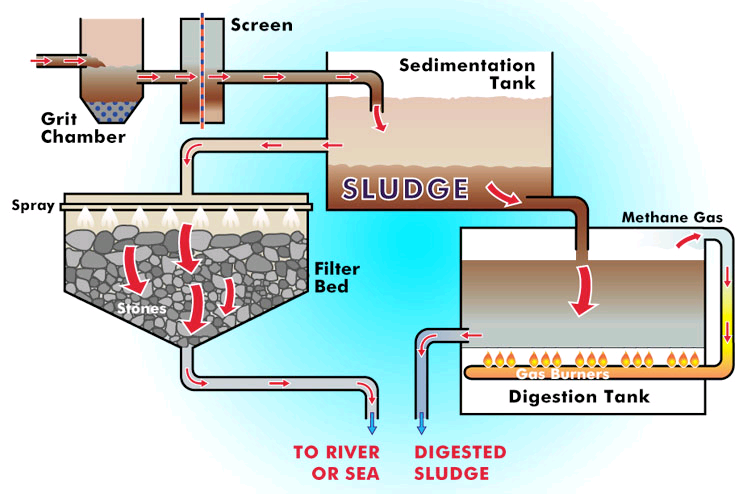 Screen
Sedimentation
Tank
Grit
Chamber
SLUDGE
Spray
Methane Gas
Filter
Bed
Stones
Gas Burners
Digestion Tank
TO RIVER
OR SEA
DIGESTED
SLUDGE